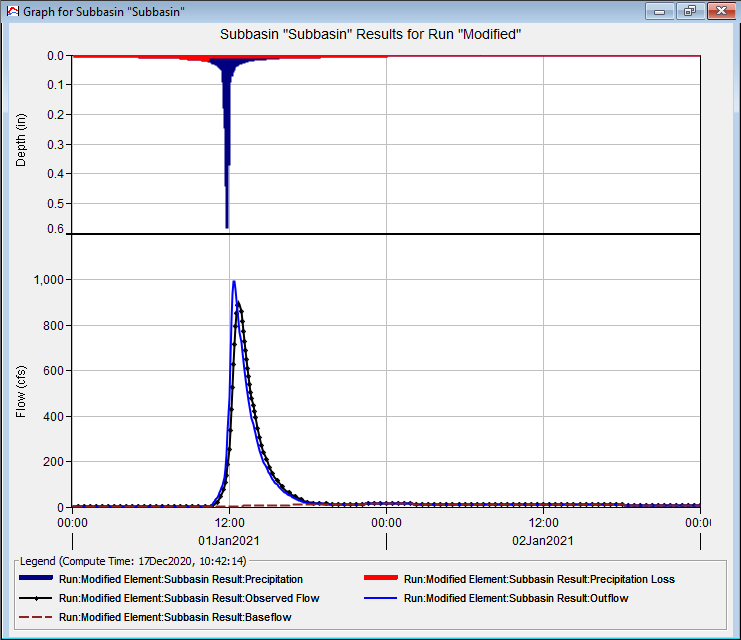 Graph for Subbasin "Subbasin"
Subbasin "Subbasin" Results for Run "Modified"
0.0
0.1
0.2
0.3
0.4
0.5
0.6
Depth (in)
1,000
800
600
400
200
0
Flow (cfs)
00:00 12:00 00:00 12:00 00:0
01Jan2021 02Jan2021
Legend (Compute Time: 17Dec2020, 10:42:14)
Run:Modified Element:Subbasin Result:Precipitation Run:Modified Element:Subbasin Result:Precipitation Loss
Run:Modified Element:Subbasin Result:Observed Flow Run:Modified Element:Subbasin Result:Outflow
Run:Modified Element:Subbasin Result:Baseflow